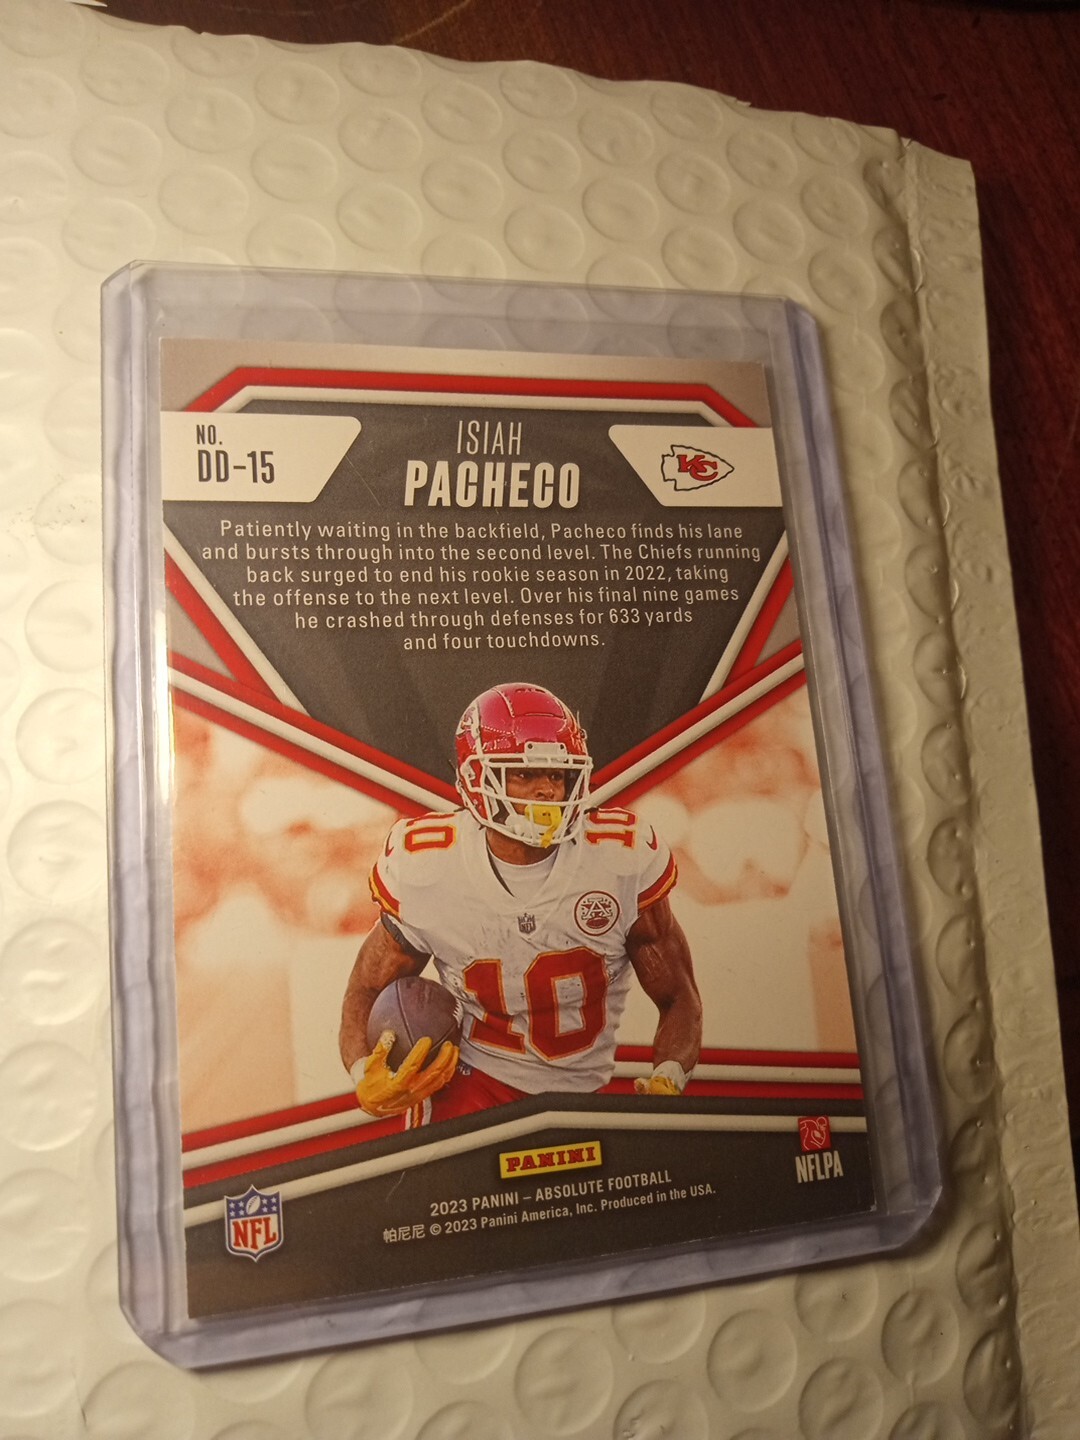 NO.
DD-15
ISIAH
PACHECO
KC
Patiently waiting in the backfield, Pacheco finds his lane
and bursts through into the second level. The Chiefs running
back surged to end his rookie season in 2022, taking
the offense to the next level. Over his final nine games
he crashed through defenses for 633 yards
and four touchdowns.
10
10
NFL
10
PANINI
NFLPA
NFL
2023 PANINI – ABSOLUTE FOOTBALL
帕尼尼 © 2023 Panini America, Inc. Produced in the USA.